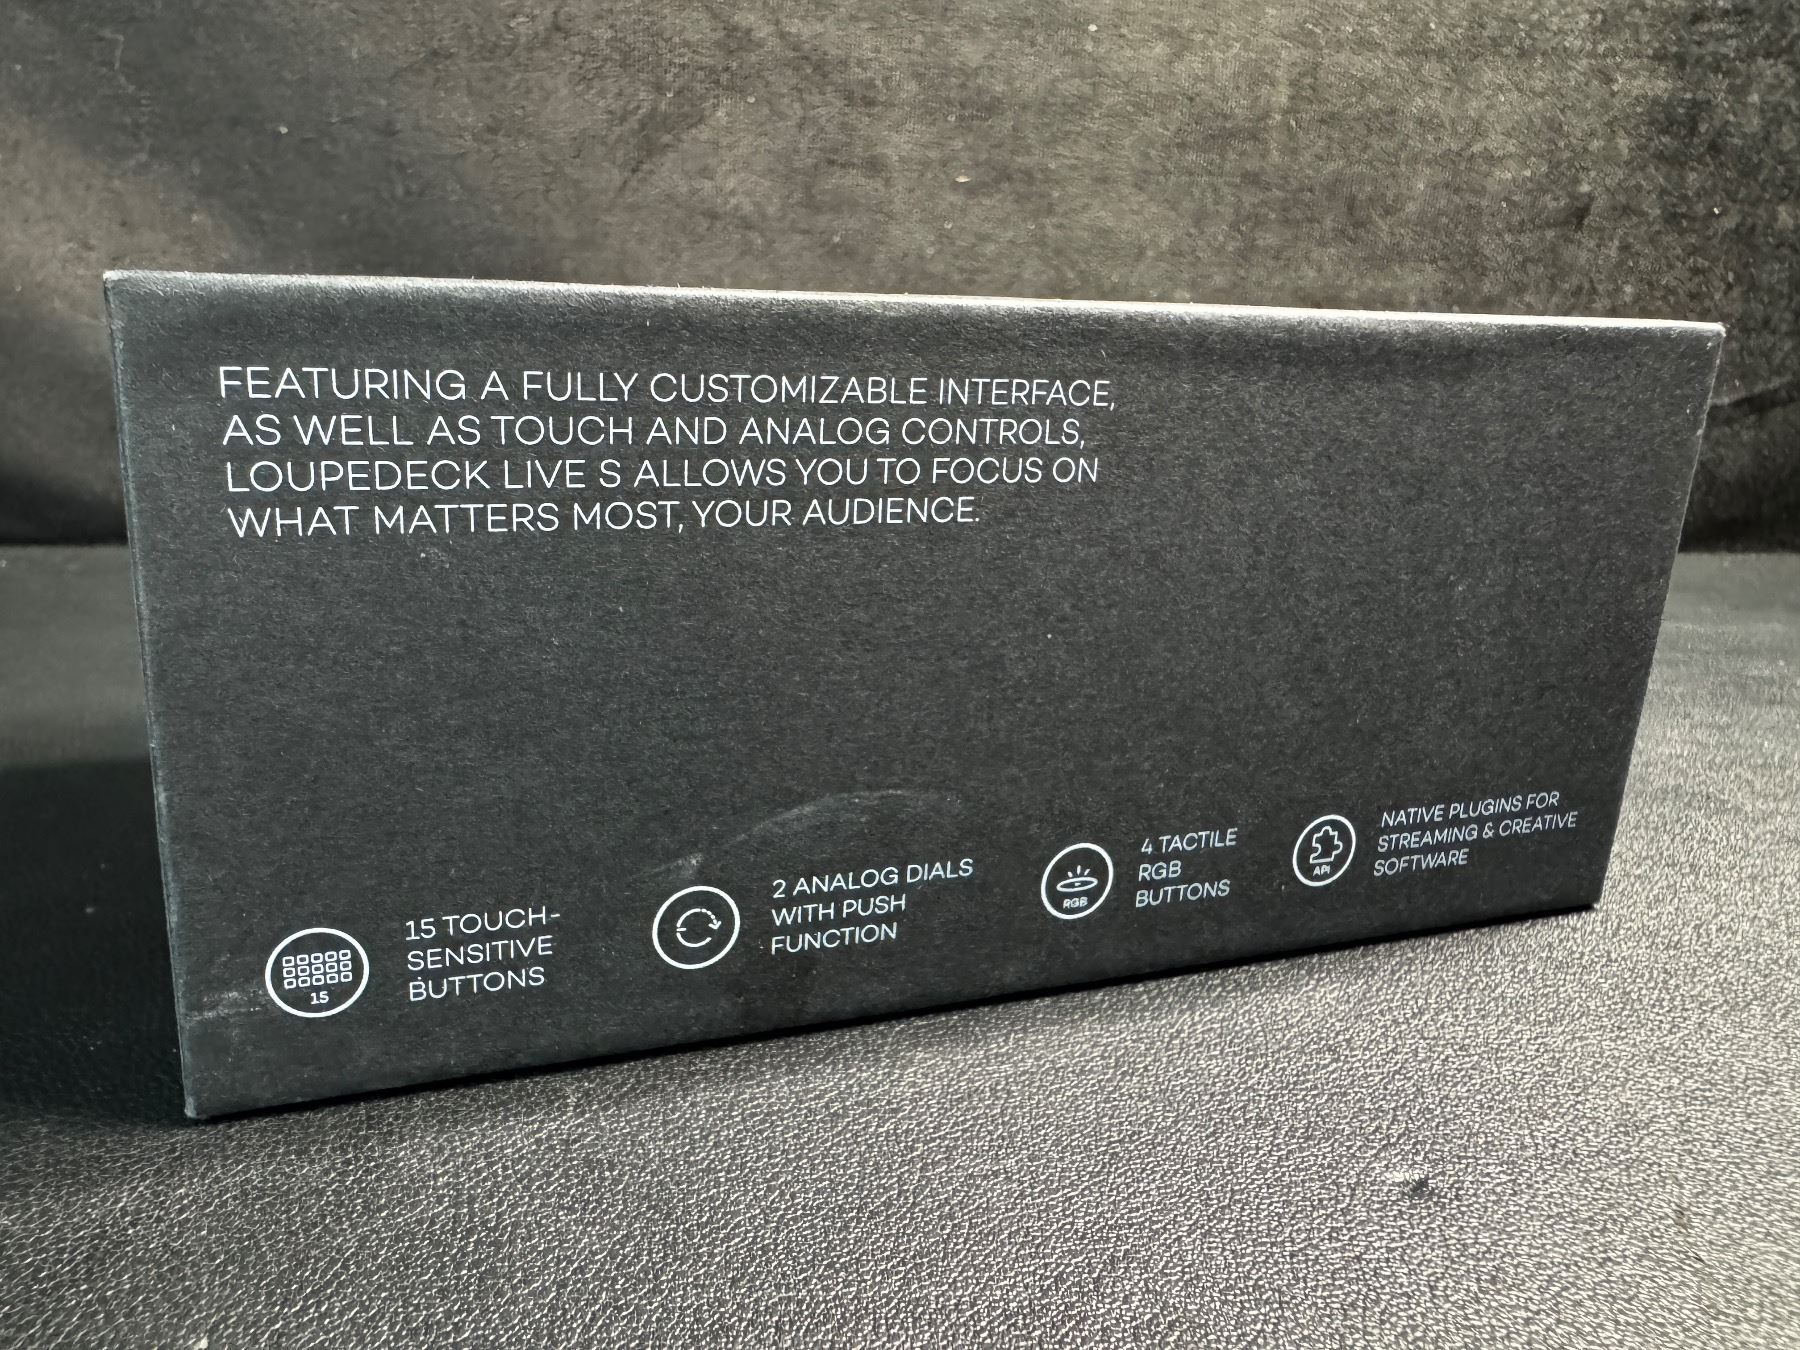 FEATURING A FULLY CUSTOMIZABLE INTERFACE,
AS WELL AS TOUCH AND ANALOG CONTROLS,
LOUPEDECK LIVE S ALLOWS YOU TO FOCUS ON
WHAT MATTERS MOST, YOUR AUDIENCE.
15
15 TOUCH-
SENSITIVE
BUTTONS
2 ANALOG DIALS
WITH PUSH
FUNCTION
RGB
4 TACTILE
RGB
BUTTONS
API
NATIVE PLUGINS FOR
STREAMING & CREATIVE
SOFTWARE